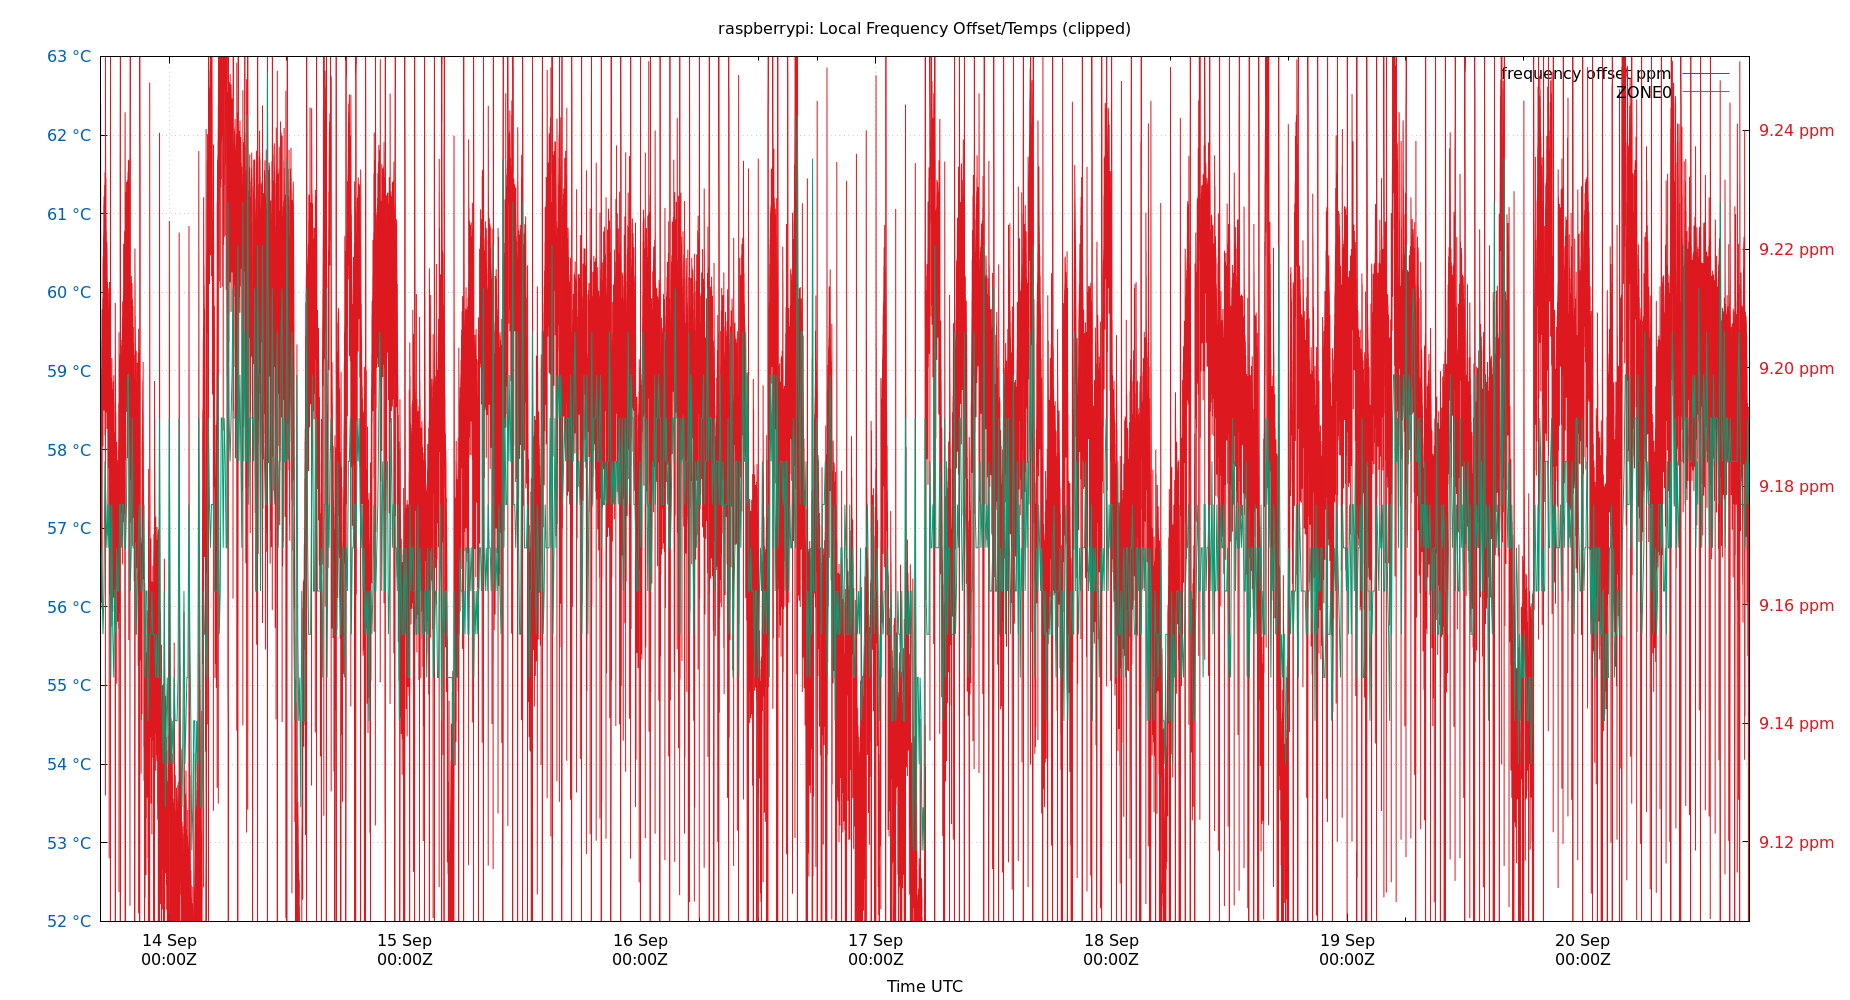 raspberrypi: Local Frequency Offset/Temps (clipped)
63 °C
62 °C
61 °C
60 °C
59 °C
58 °C
57 °C
56 °C
55 °C
54 °C
53 °C
52 °C
frequency offset ppm
ZONE0
9.24 ppm
9.22 ppm
9.20 ppm
9.18 ppm
9.16 ppm
9.14 ppm
9.12 ppm
14 Sep
00:00Z
15 Sep
00:00Z
16 Sep
00:00Z
17 Sep
00:00Z
18 Sep
00:00Z
19 Sep
00:00Z
20 Sep
00:00Z
Time UTC